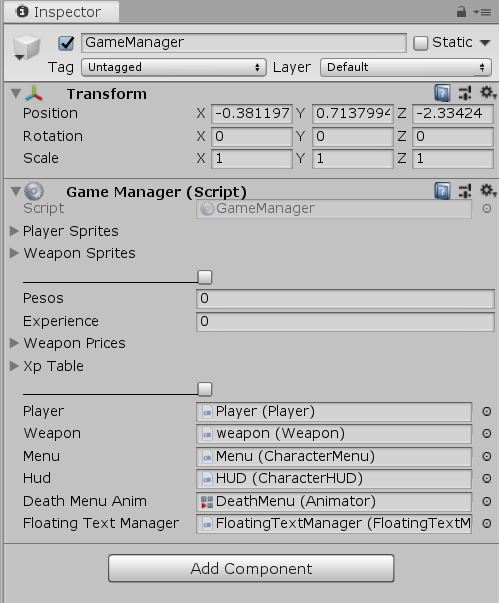 Inspector
GameManager Static
Tag Untagged Layer Default
Transform
Position X -0.381197 Y 0.7137994 Z -2.33424
Rotation X 0 Y 0 Z 0
Scale X 1 Y 1 Z 1
Game Manager (Script)
Script GameManager
Player Sprites
Weapon Sprites
Pesos 0
Experience 0
Weapon Prices
Xp Table
Player Player (Player)
Weapon weapon (Weapon)
Menu Menu (CharacterMenu)
Hud HUD (CharacterHUD)
Death Menu Anim DeathMenu (Animator)
Floating Text Manager FloatingTextManager (FloatingTextM
Add Component